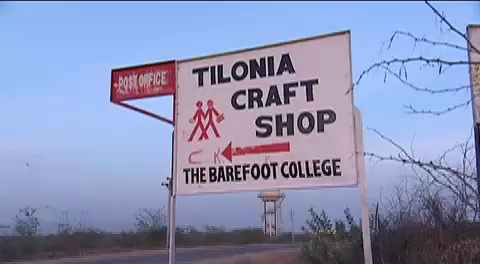 POST OFFICE
TILONIA
CRAFT
SHOP
THE BAREFOOT COLLEGE